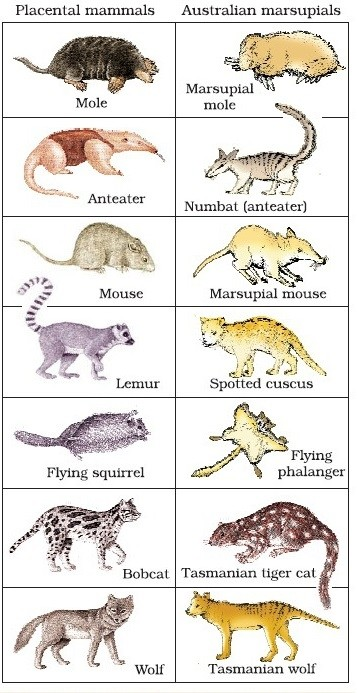 Placental mammals Australian marsupials
Mole
Marsupial
mole
Anteater
Numbat (anteater)
Mouse
Marsupial mouse
Lemur
Spotted cuscus
Flying squirrel
Flying
phalanger
Bobcat
Tasmanian tiger cat
Wolf
Tasmanian wolf